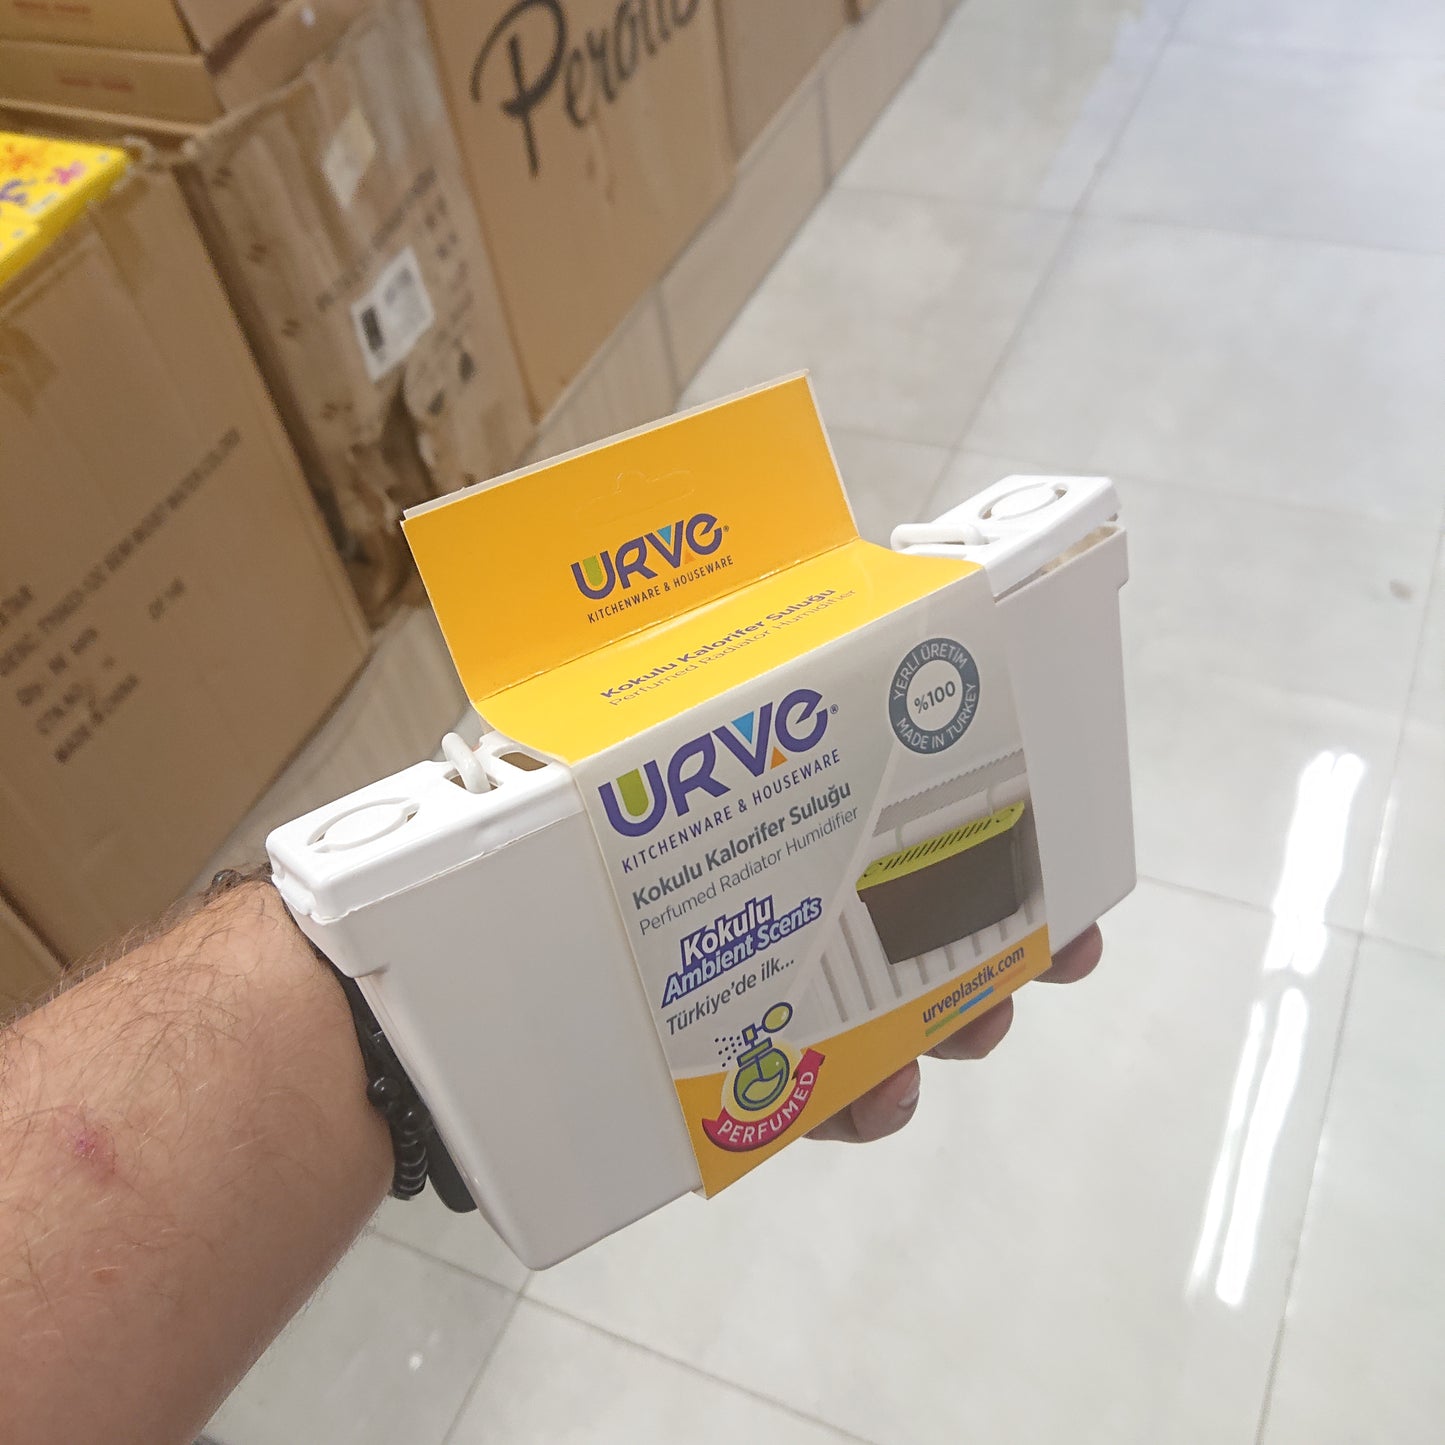 Perotti
URVE®
KITCHENWARE & HOUSEWARE
Kokulu Kalorifer Suluğu
Perfumed Radiator Humidifier
URVE®
KITCHENWARE & HOUSEWARE
Kokulu Kalorifer Suluğu
Perfumed Radiator Humidifier
YERLİ ÜRETİM
%100
MADE IN TURKEY
Kokulu
Ambient Scents
Türkiye'de ilk...
PERFUMED
urveplastik.com